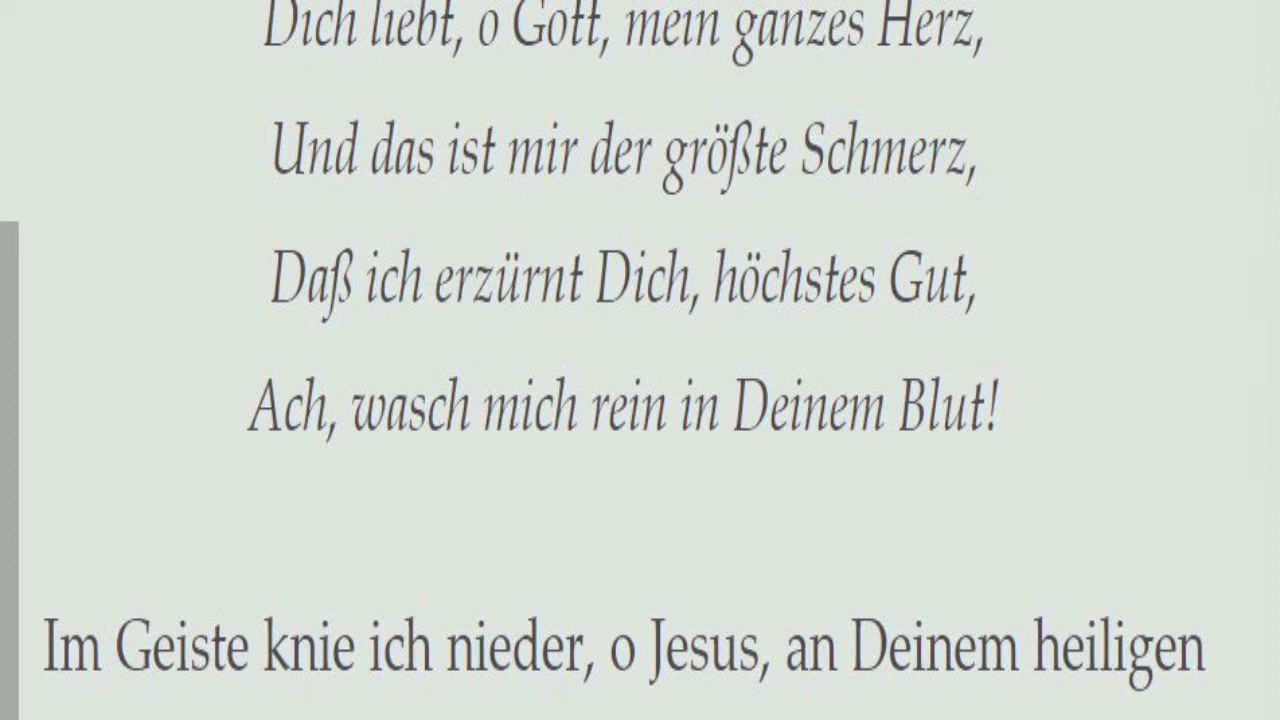 Dich liebt, o Gott, mein ganzes Herz,
Und das ist mir der größte Schmerz,
Daß ich erzürnt Dich, höchstes Gut,
Ach, wasch mich rein in Deinem Blut!
Im Geiste knie ich nieder, o Jesus, an Deinem heiligen